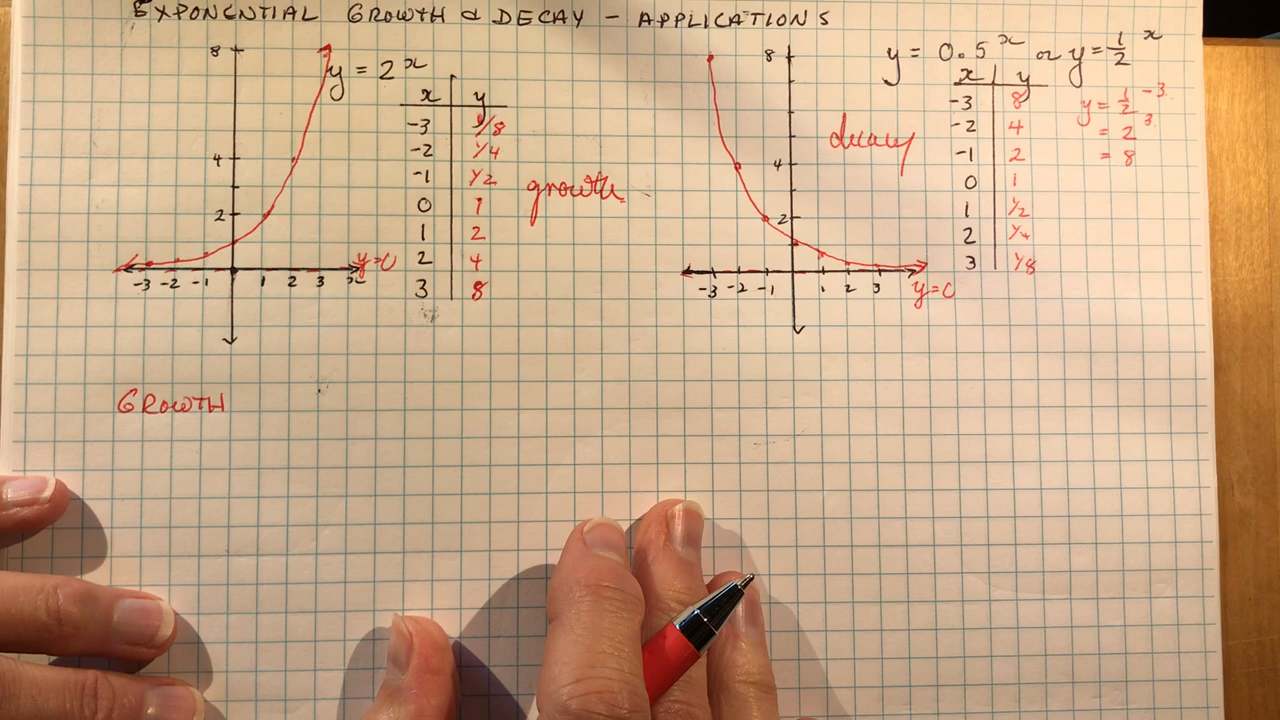 EXPONENTIAL GROWTH & DECAY - APPLICATIONS
8
4
2
-3 -2 -1 1 2 3 x
y = 2^x
y=0
x y
-3 1/8
-2 1/4
-1 1/2
0 1
1 2
2 4
3 8
growth
8
4
2
-3 -2 -1 1 2 3
y=0
decay
y = 0.5^x or y = 1/2^x
x y
-3 8
-2 4
-1 2
0 1
1 1/2
2 1/4
3 1/8
y = 1/2^-3
= 2^3
= 8
GROWTH